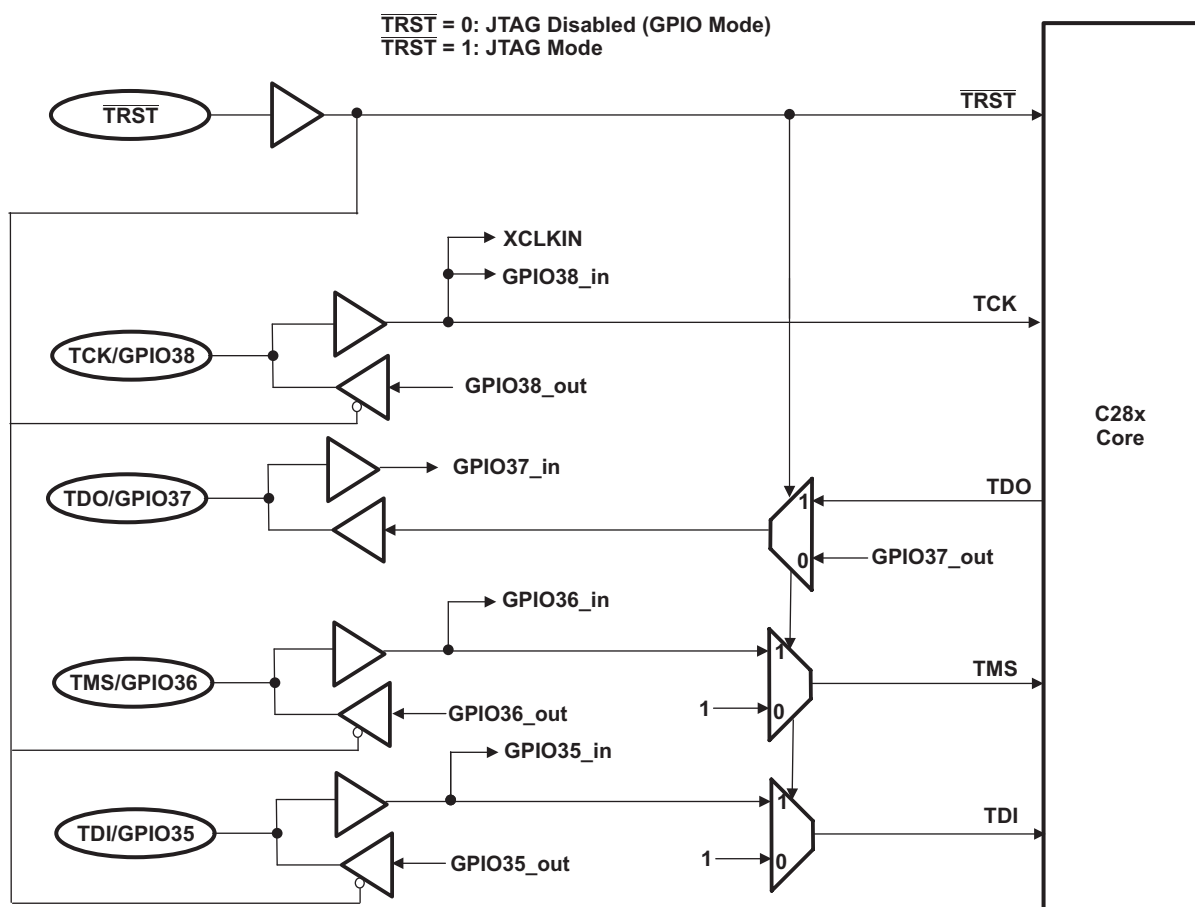 TRST = 0: JTAG Disabled (GPIO Mode)
TRST = 1: JTAG Mode
TRST
TRST
XCLKIN
GPIO38_in
TCK
TCK/GPIO38
GPIO38_out
C28x
Core
GPIO37_in
TDO/GPIO37
1
TDO
0
GPIO37_out
GPIO36_in
1
TMS/GPIO36
TMS
GPIO36_out
1
0
GPIO35_in
1
TDI/GPIO35
TDI
GPIO35_out
1
0